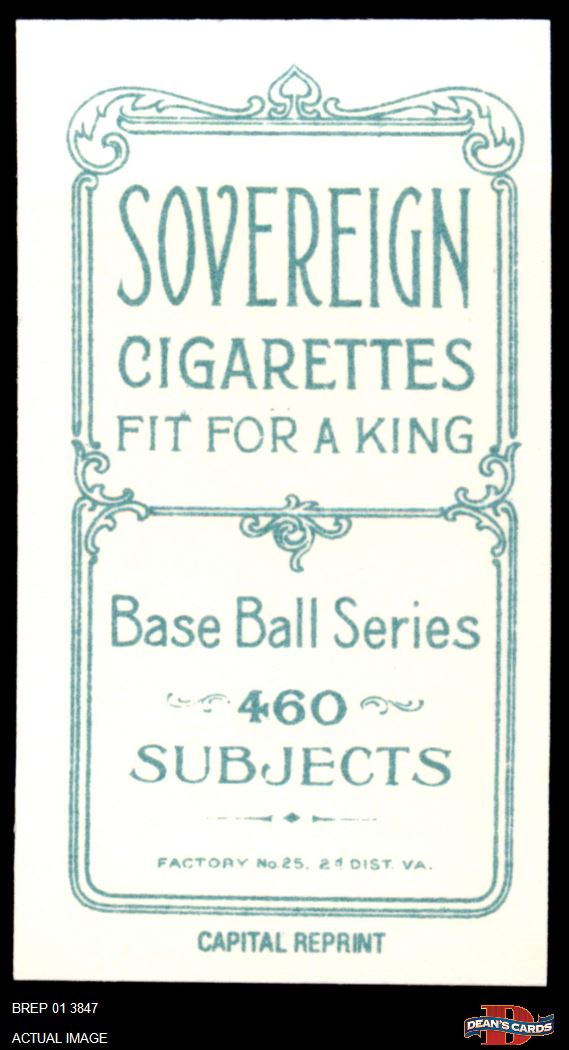 SOVEREIGN
CIGARETTES
FIT FOR A KING
Base Ball Series
460
SUBJECTS
FACTORY No 25. 2d DIST. VA.
CAPITAL REPRINT
BREP 01 3847
ACTUAL IMAGE
D
DEAN'S CARDS